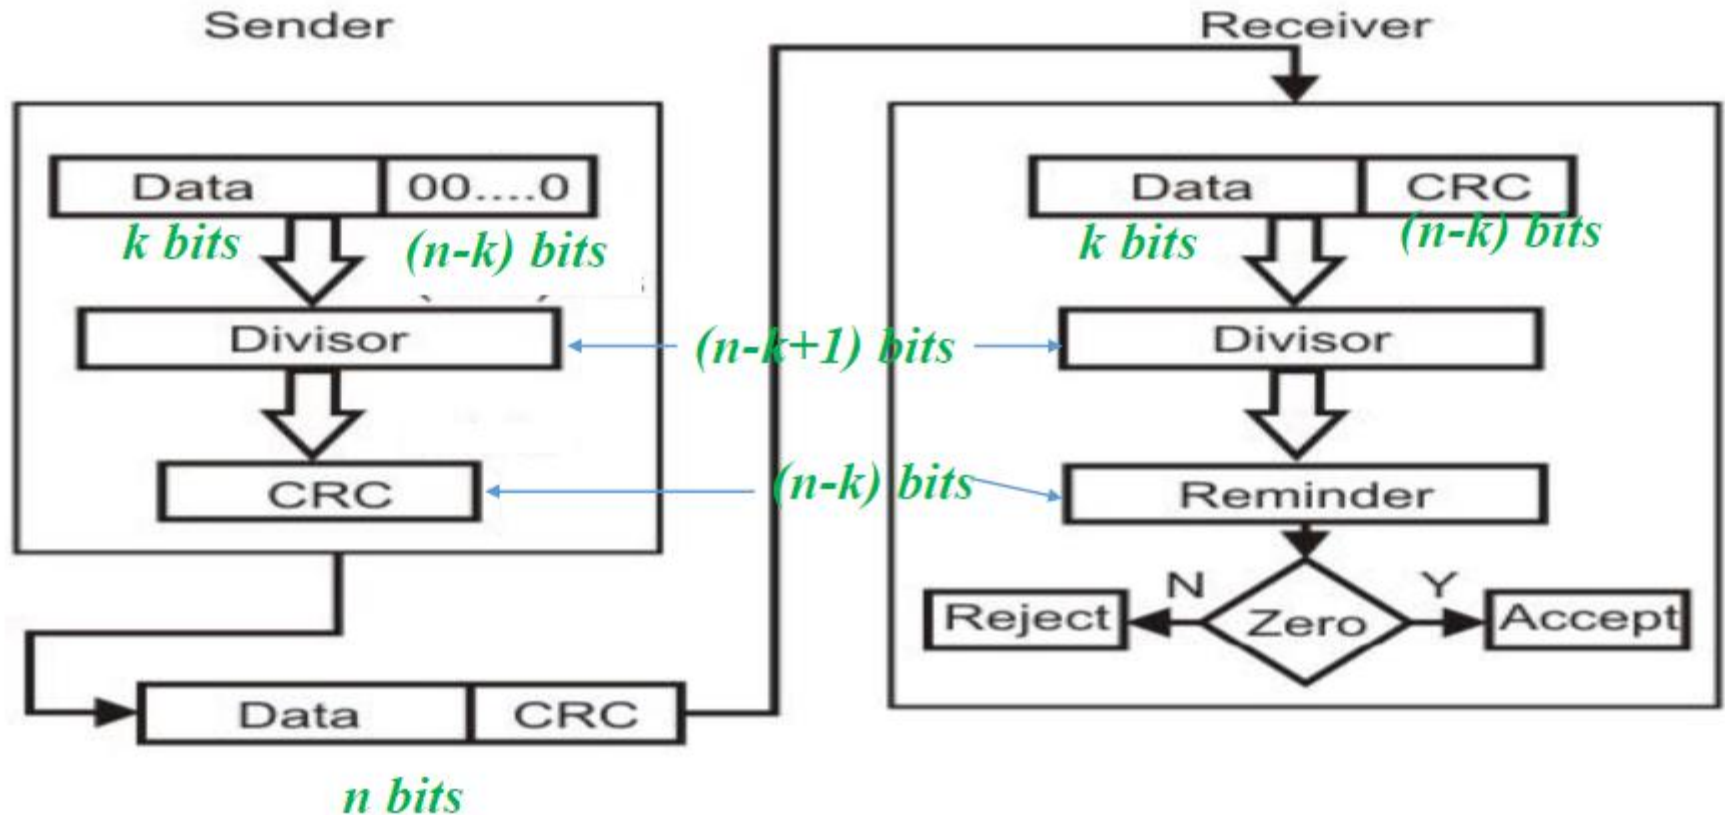 Sender
Receiver
Data 00....0
k bits (n-k) bits
Divisor
CRC
Data CRC
n bits
(n-k+1) bits
(n-k) bits
Data CRC
k bits (n-k) bits
Divisor
Reminder
N Y
Reject Zero Accept